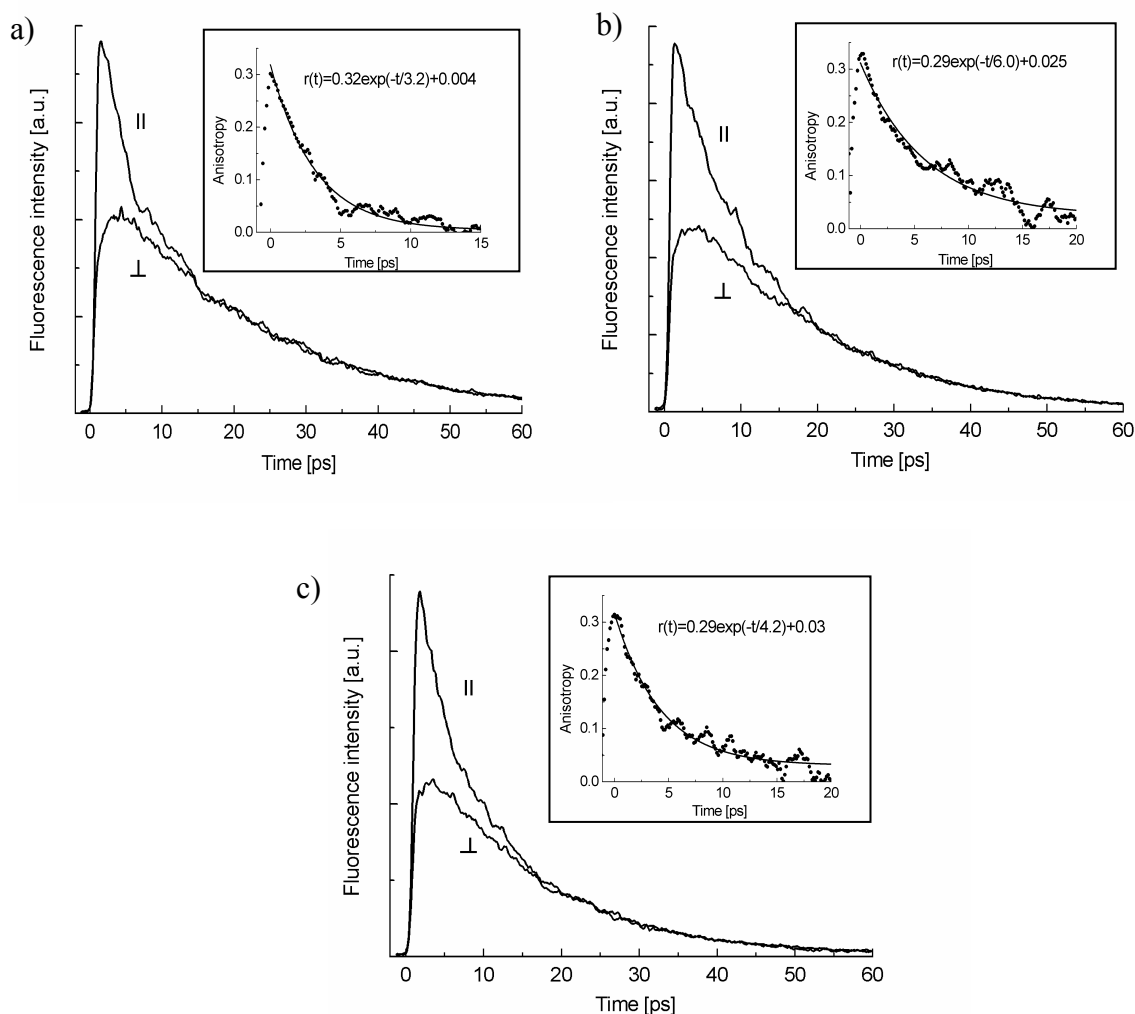 a)
Fluorescence intensity [a.u.]
||
⊥
0 10 20 30 40 50 60
Time [ps]
r(t)=0.32exp(-t/3.2)+0.004
Anisotropy
0.3
0.2
0.1
0.0
0 5 10 15
Time [ps]
b)
Fluorescence intensity [a.u.]
||
⊥
0 10 20 30 40 50 60
Time [ps]
r(t)=0.29exp(-t/6.0)+0.025
Anisotropy
0.3
0.2
0.1
0.0
0 5 10 15 20
Time [ps]
c)
Fluorescence intensity [a.u.]
||
⊥
0 10 20 30 40 50 60
Time [ps]
r(t)=0.29exp(-t/4.2)+0.03
Anisotropy
0.3
0.2
0.1
0.0
0 5 10 15 20
Time [ps]